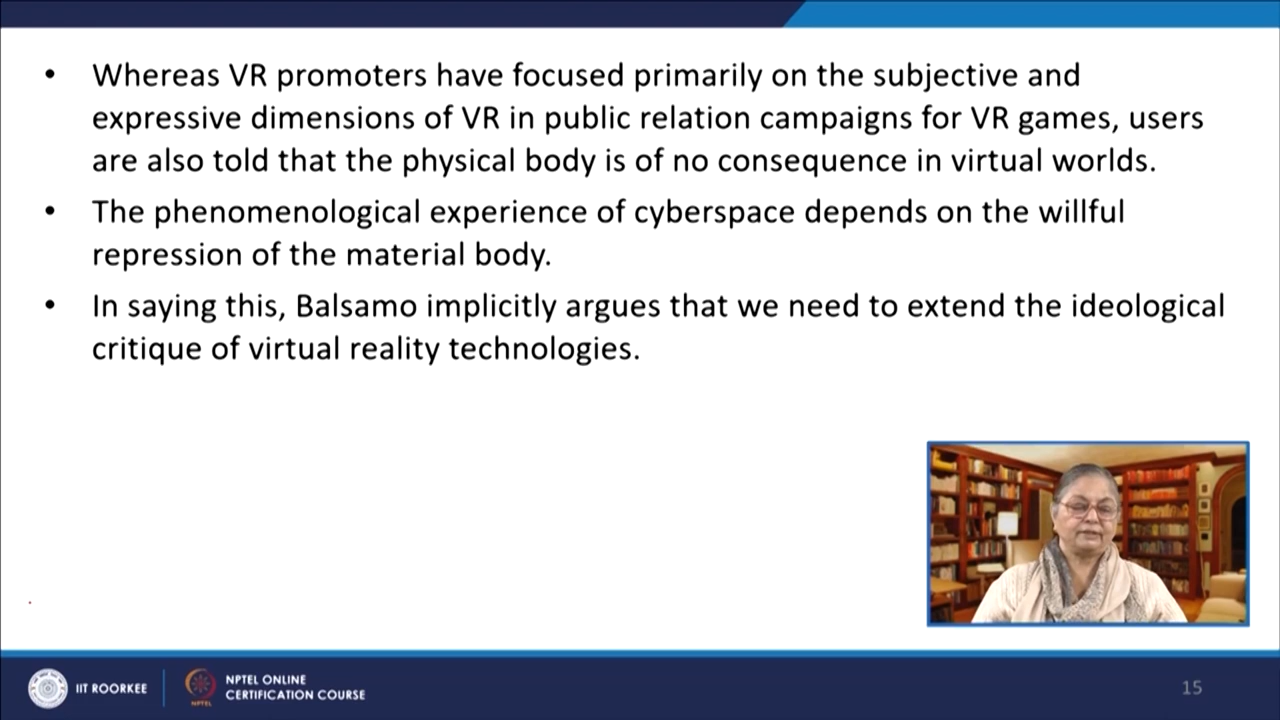 • Whereas VR promoters have focused primarily on the subjective and
expressive dimensions of VR in public relation campaigns for VR games, users
are also told that the physical body is of no consequence in virtual worlds.
• The phenomenological experience of cyberspace depends on the willful
repression of the material body.
• In saying this, Balsamo implicitly argues that we need to extend the ideological
critique of virtual reality technologies.
IIT ROORKEE
NPTEL
NPTEL ONLINE
CERTIFICATION COURSE
15